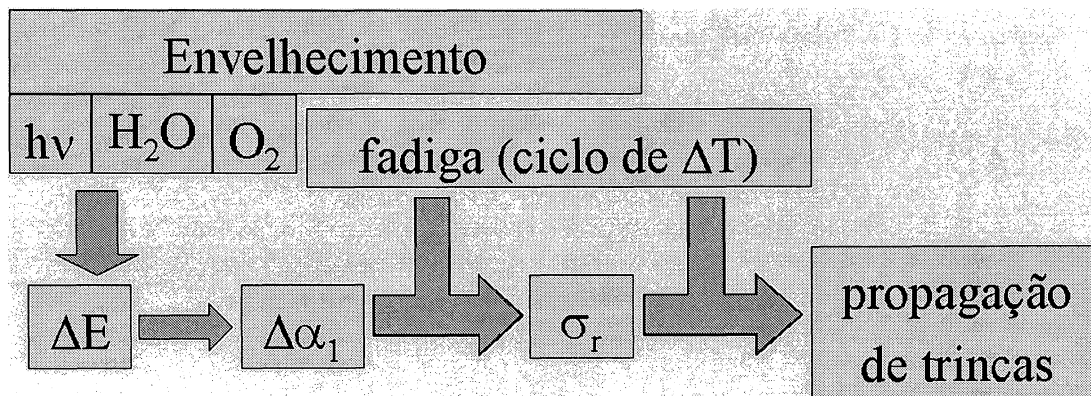 Envelhecimento
hν H₂O O₂
fadiga (ciclo de ΔT)
ΔE Δα₁ σᵣ
propagação
de trincas